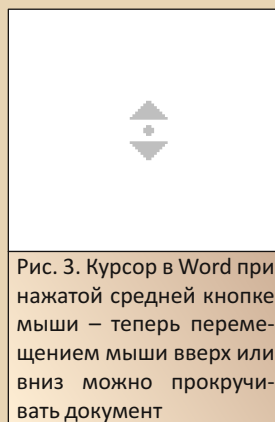 Рис. 3. Курсор в Word при
нажатой средней кнопке
мыши – теперь переме-
щением мыши вверх или
вниз можно прокручи-
вать документ